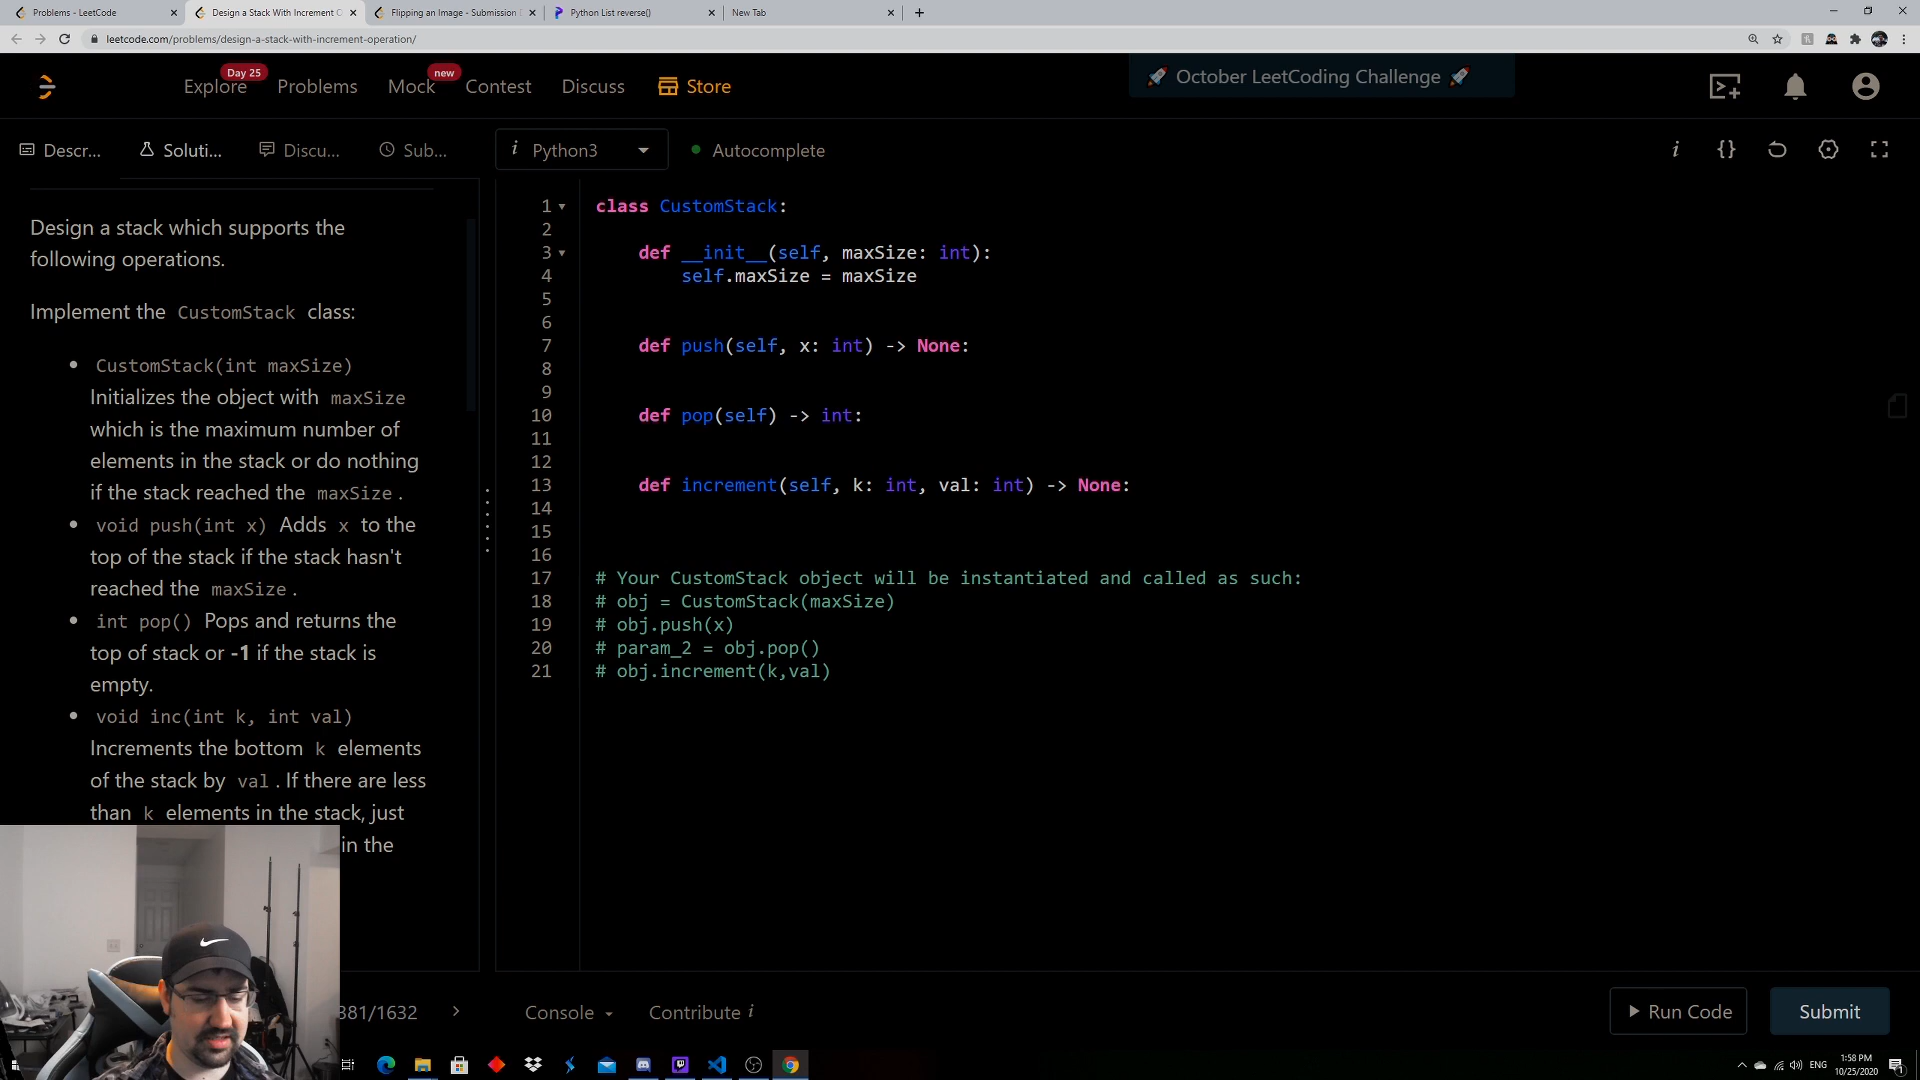 Problems - LeetCode
Design a Stack With Increment O
Flipping an Image - Submission D
Python List reverse()
New Tab
leetcode.com/problems/design-a-stack-with-increment-operation/
Explore
Day 25
Problems
Mock
new
Contest
Discuss
Store
October LeetCoding Challenge
Descr...
Soluti...
Discu...
Sub...
i Python3
Autocomplete
i
{}
Design a stack which supports the
following operations.
Implement the CustomStack class:
CustomStack(int maxSize)
Initializes the object with maxSize
which is the maximum number of
elements in the stack or do nothing
if the stack reached the maxSize.
void push(int x) Adds x to the
top of the stack if the stack hasn't
reached the maxSize.
int pop() Pops and returns the
top of stack or -1 if the stack is
empty.
void inc(int k, int val)
Increments the bottom k elements
of the stack by val. If there are less
than k elements in the stack, just
in the
1 class CustomStack:
2
3 def __init__(self, maxSize: int):
4 self.maxSize = maxSize
5
6
7 def push(self, x: int) -> None:
8
9
10 def pop(self) -> int:
11
12
13 def increment(self, k: int, val: int) -> None:
14
15
16
17 # Your CustomStack object will be instantiated and called as such:
18 # obj = CustomStack(maxSize)
19 # obj.push(x)
20 # param_2 = obj.pop()
21 # obj.increment(k,val)
381/1632
Console
Contribute i
Run Code
Submit
ENG
1:58 PM
10/25/2020